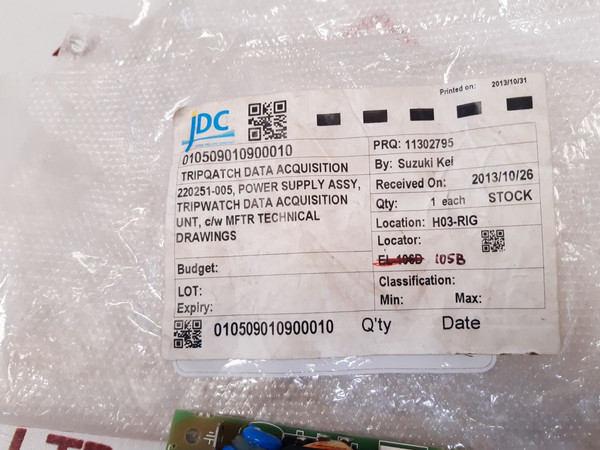 Printed on: 2013/10/31
JDC
010509010900010
TRIPQATCH DATA ACQUISITION
220251-005, POWER SUPPLY ASSY,
TRIPWATCH DATA ACQUISITION
UNT, c/w MFTR TECHNICAL
DRAWINGS
Budget:
LOT:
Expiry:
PRQ: 11302795
By: Suzuki Kei
Received On: 2013/10/26
Qty: 1 each STOCK
Location: H03-RIG
Locator:
EL-106D 105B
Classification:
Min: Max:
010509010900010 Q'ty Date